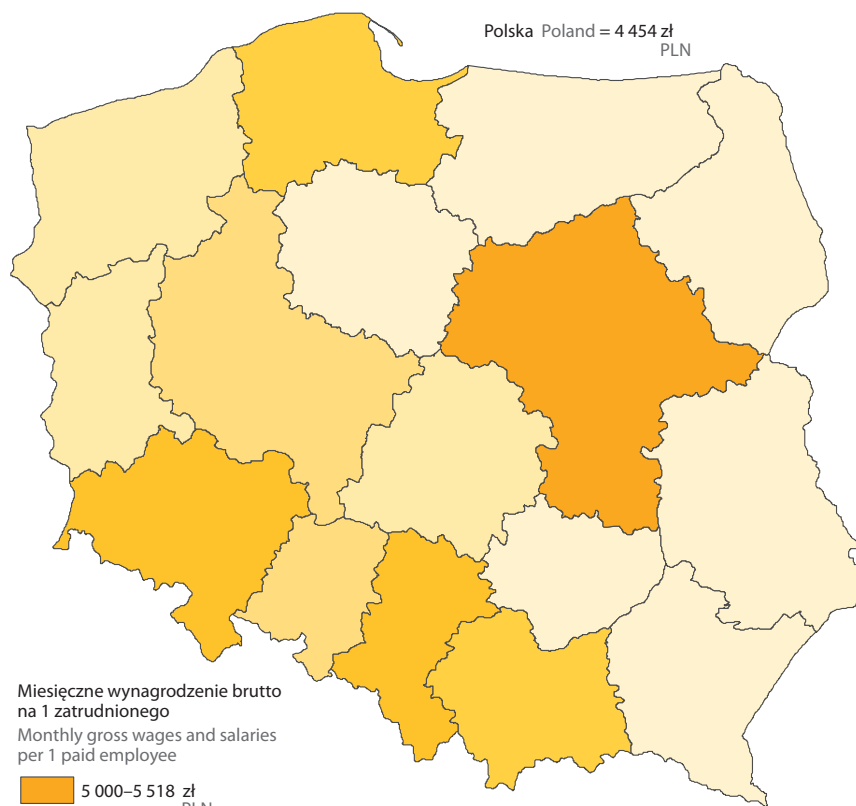 Polska Poland = 4 454 zł
PLN
Miesięczne wynagrodzenie brutto
na 1 zatrudnionego
Monthly gross wages and salaries
per 1 paid employee
5 000–5 518 zł
PLN